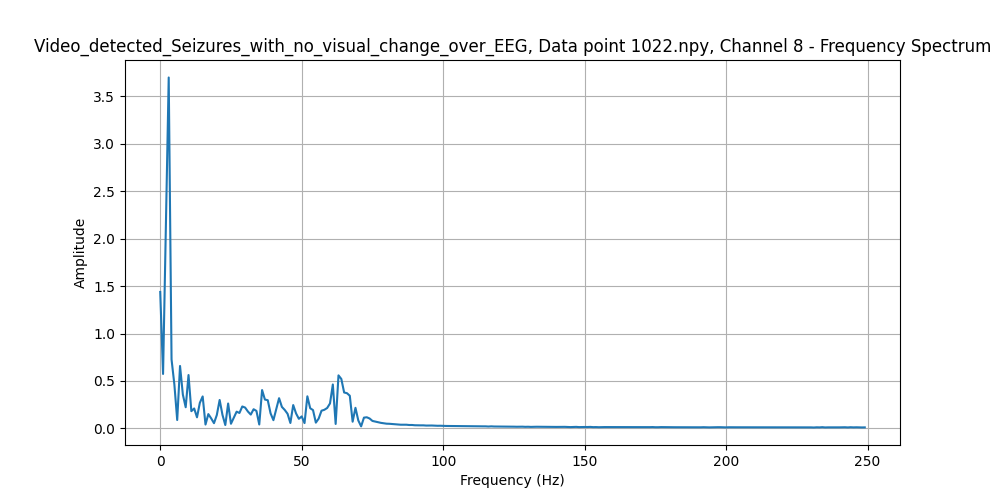 Video_detected_Seizures_with_no_visual_change_over_EEG, Data point 1022.npy, Channel 8 - Frequency Spectrum
3.5
3.0
2.5
2.0
1.5
1.0
0.5
0.0
Amplitude
0 50 100 150 200 250
Frequency (Hz)